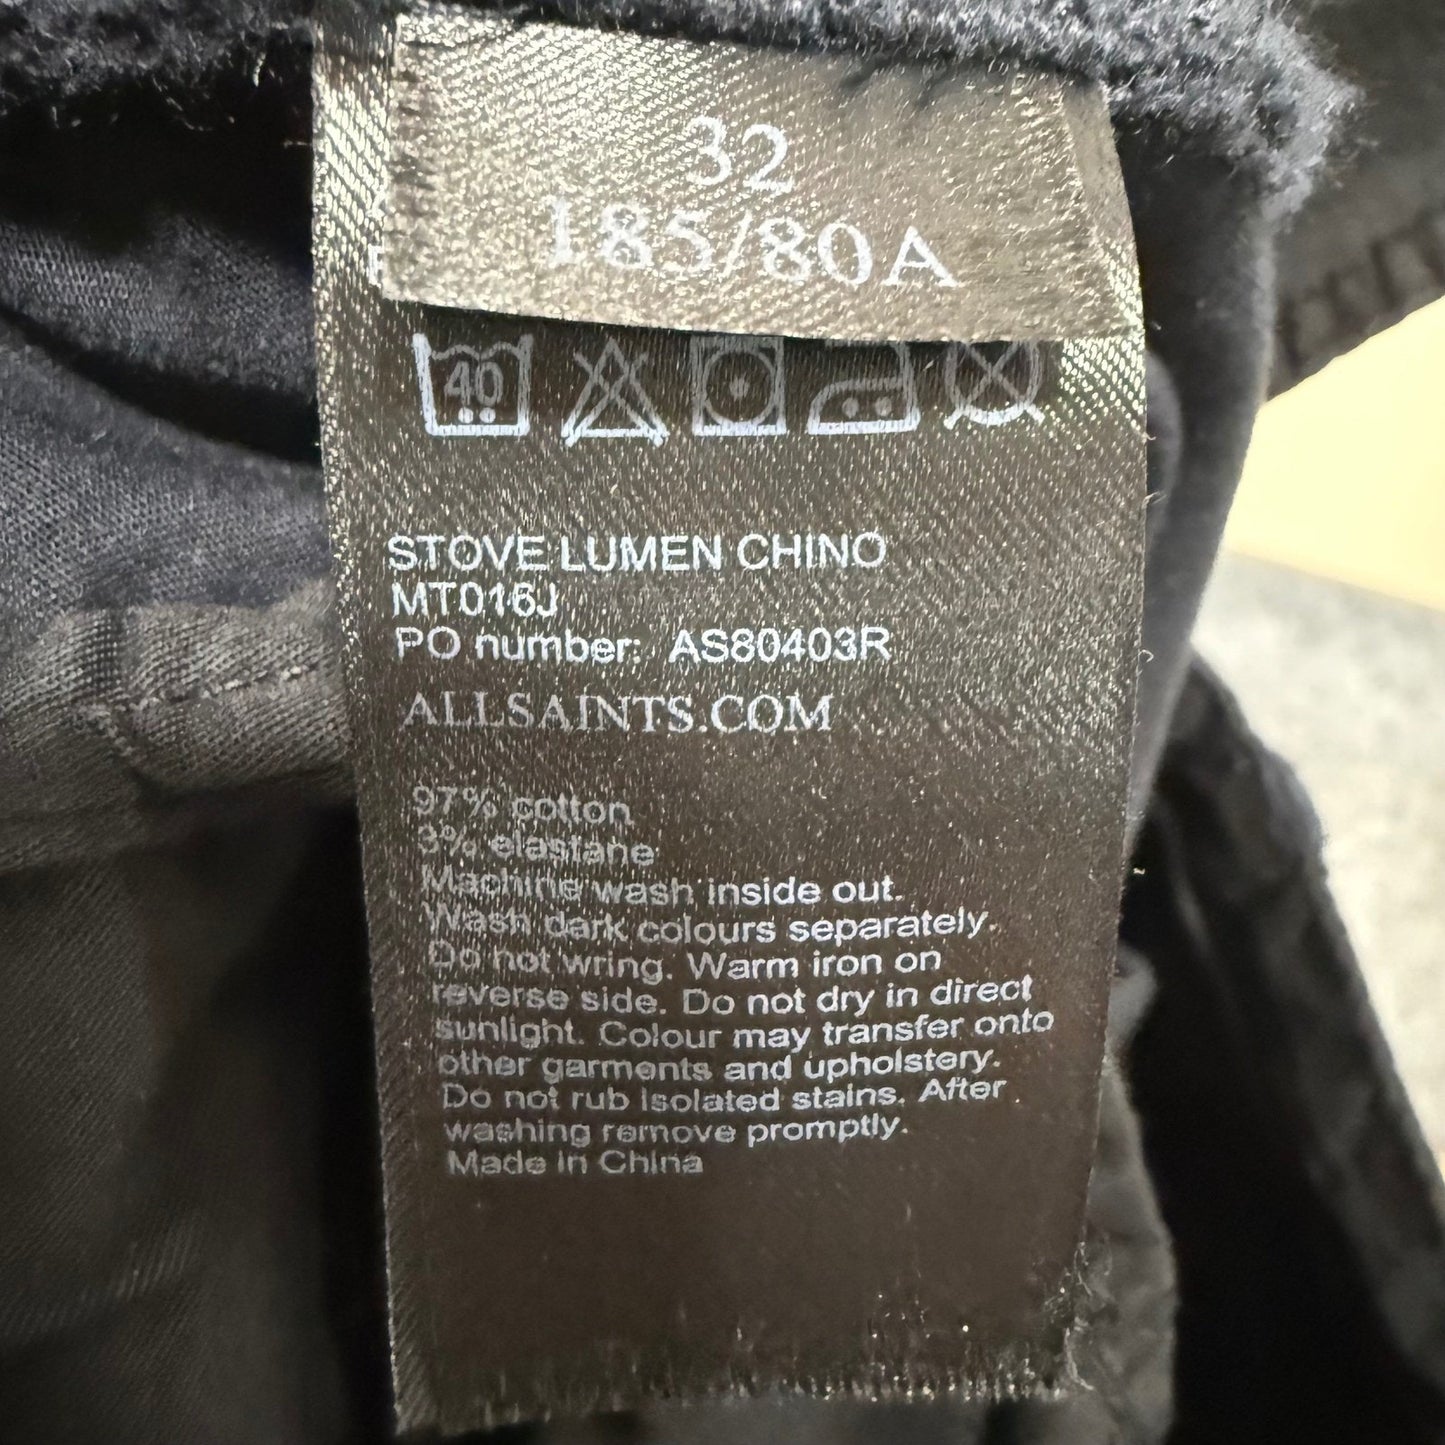 32
185/80A
40
STOVE LUMEN CHINO
MT016J
PO number: AS80403R
ALLSAINTS.COM
97% cotton
3% elastane
Machine wash inside out.
Wash dark colours separately.
Do not wring. Warm iron on
reverse side. Do not dry in direct
sunlight. Colour may transfer onto
other garments and upholstery.
Do not rub isolated stains. After
washing remove promptly.
Made in China